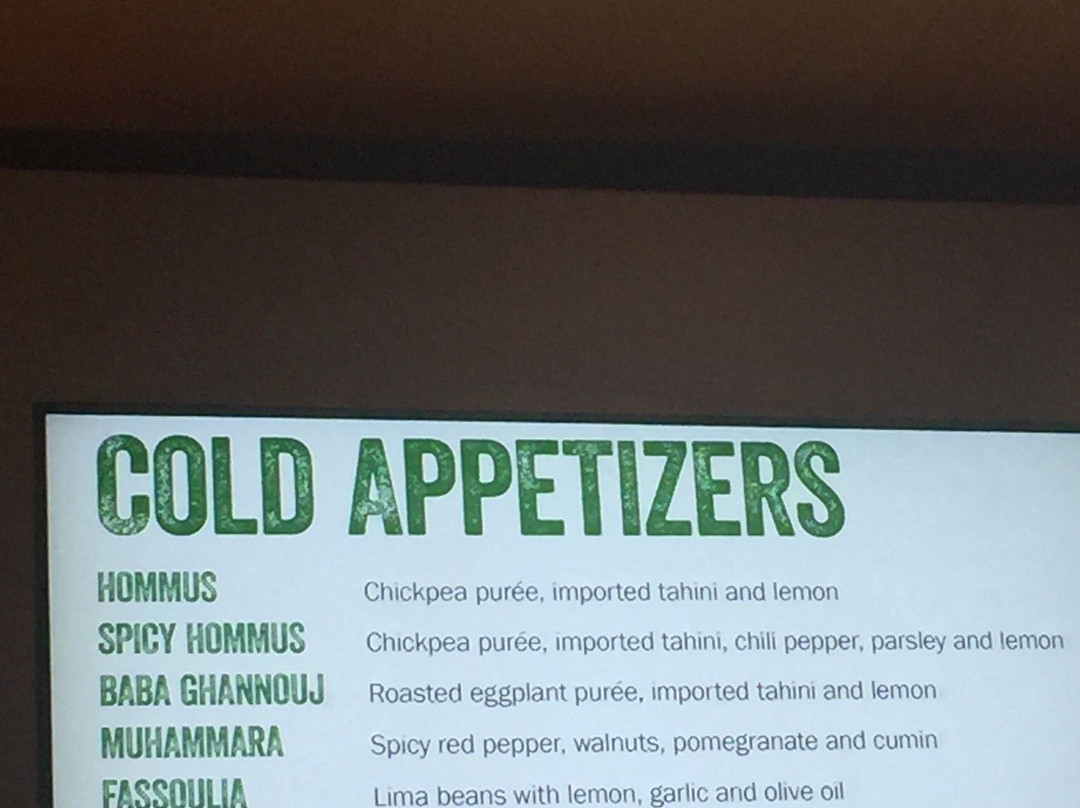 COLD APPETIZERS
HOMMUS Chickpea purée, imported tahini and lemon
SPICY HOMMUS Chickpea purée, imported tahini, chili pepper, parsley and lemon
BABA GHANNOUJ Roasted eggplant purée, imported tahini and lemon
MUHAMMARA Spicy red pepper, walnuts, pomegranate and cumin
FASSOULIA Lima beans with lemon, garlic and olive oil